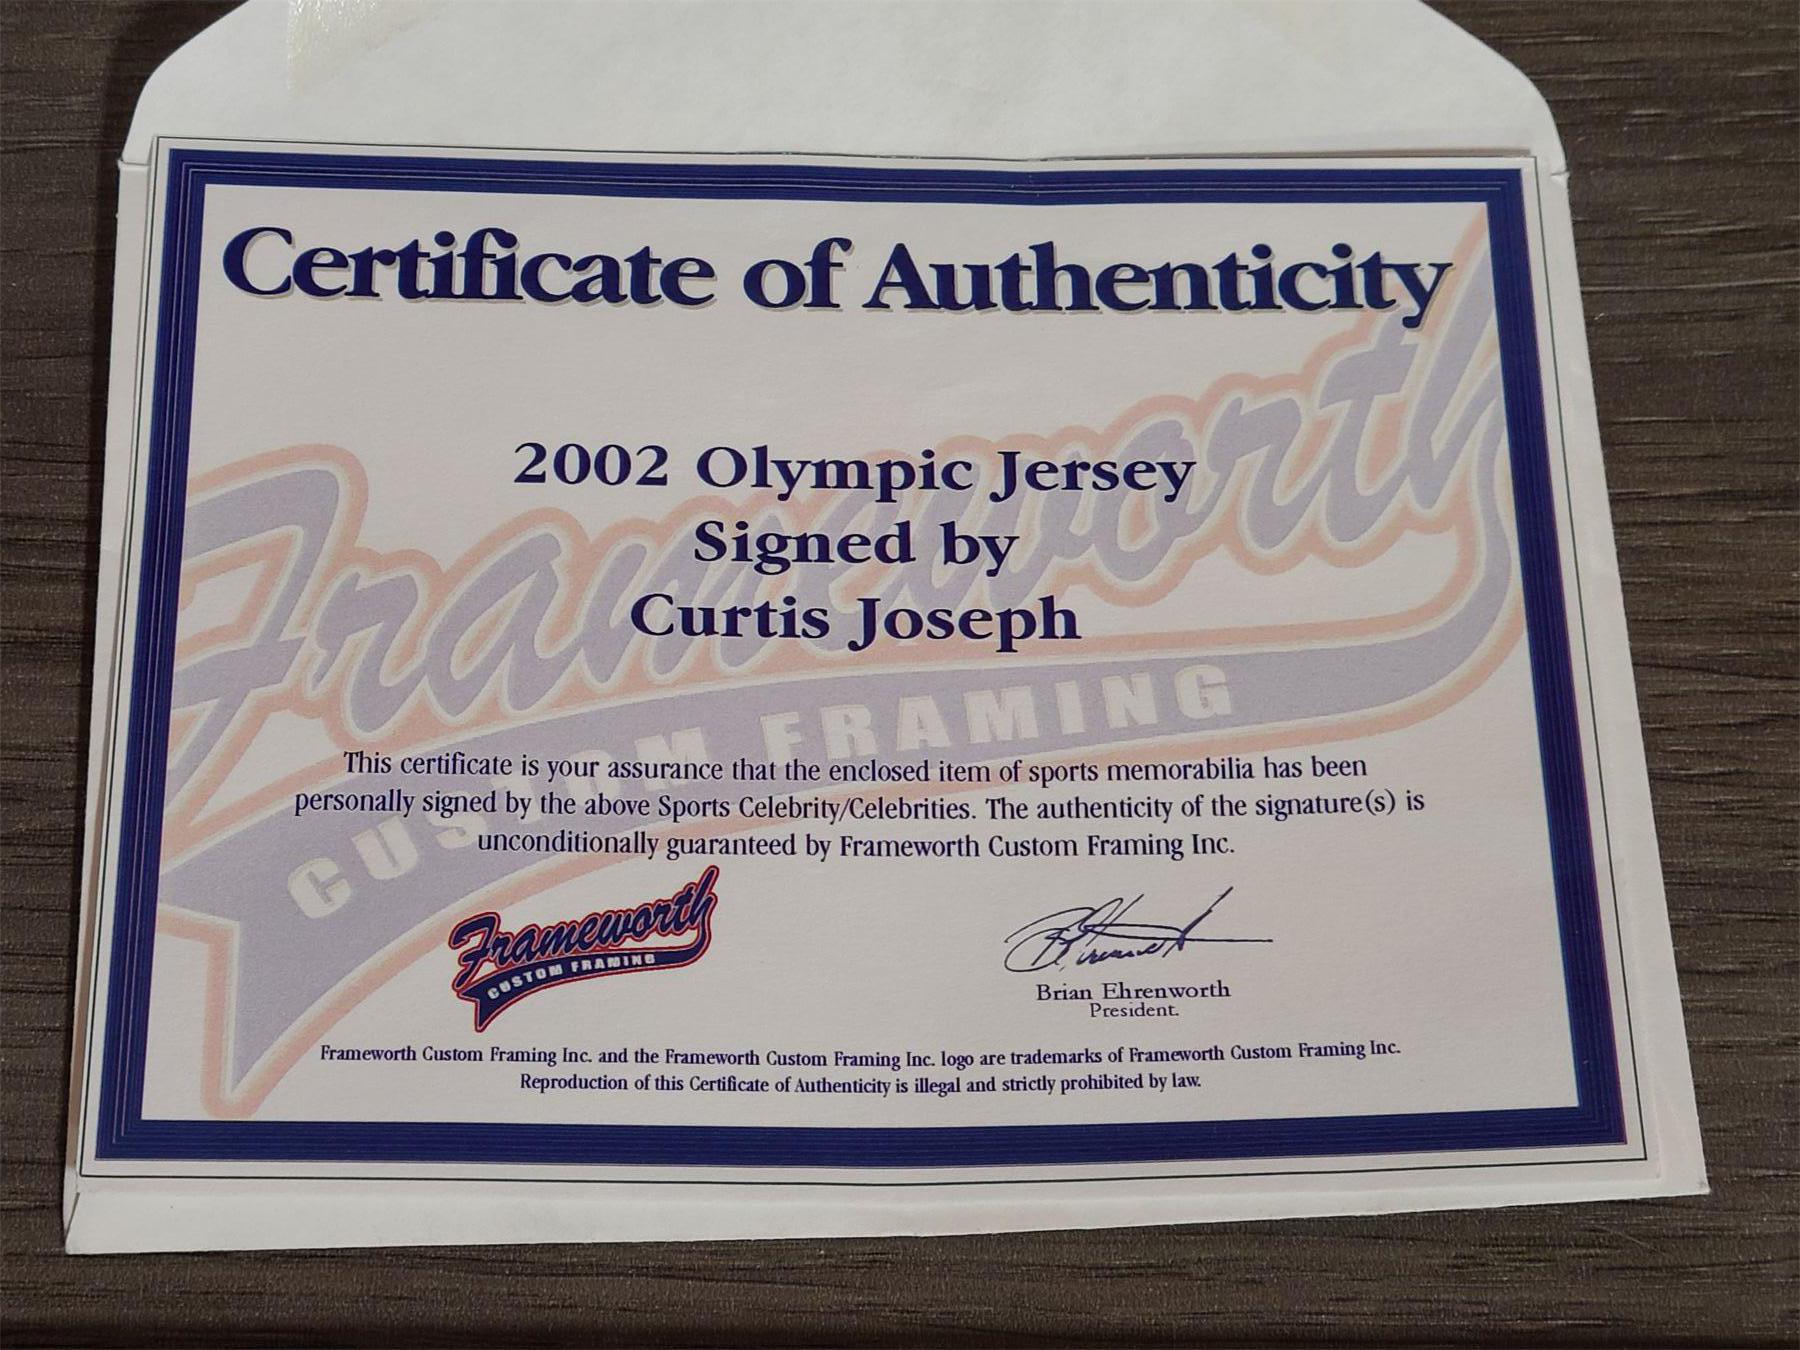 Certificate of Authenticity
2002 Olympic Jersey
Signed by
Curtis Joseph
Frameworth
CUSTOM FRAMING
This certificate is your assurance that the enclosed item of sports memorabilia has been
personally signed by the above Sports Celebrity/Celebrities. The authenticity of the signature(s) is
unconditionally guaranteed by Frameworth Custom Framing Inc.
Frameworth
CUSTOM FRAMING
Brian Ehrenworth
President.
Frameworth Custom Framing Inc. and the Frameworth Custom Framing Inc. logo are trademarks of Frameworth Custom Framing Inc.
Reproduction of this Certificate of Authenticity is illegal and strictly prohibited by law.